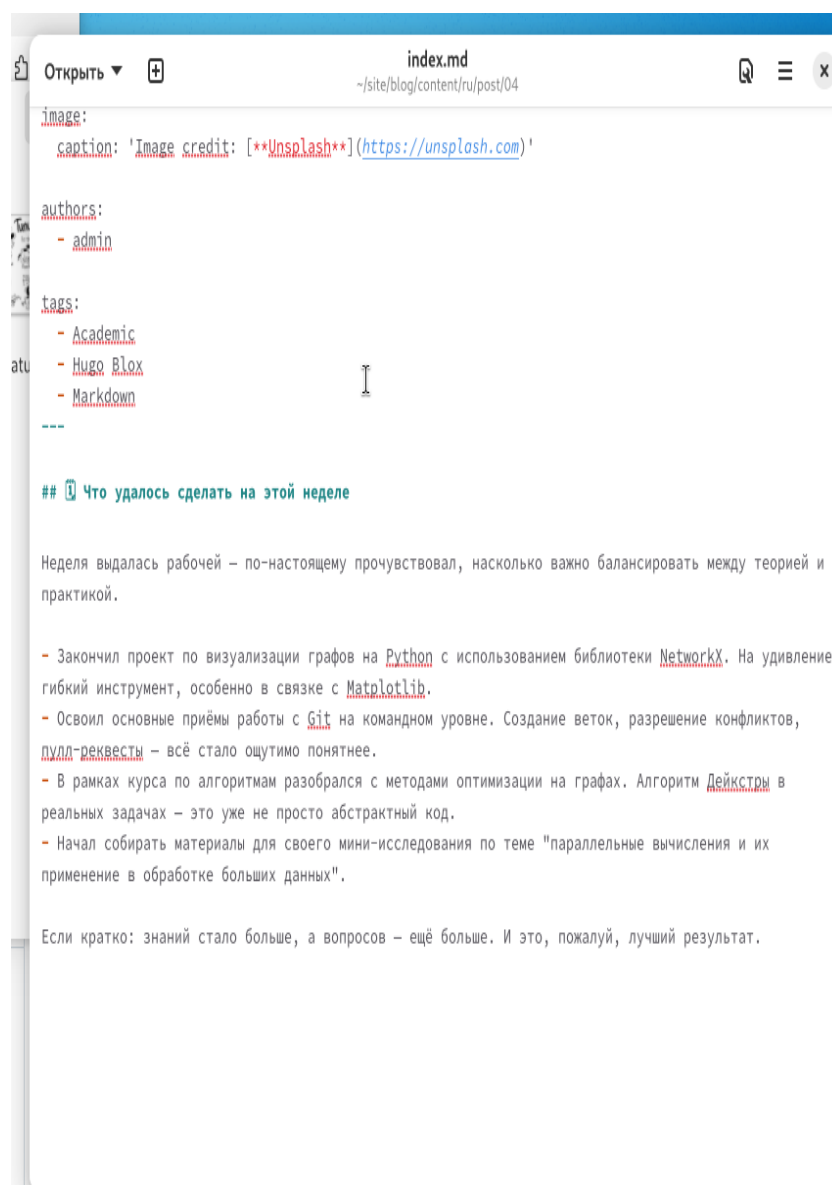 Открыть
index.md
~/site/blog/content/ru/post/04
image:
caption: 'Image credit: [**Unsplash**](https://unsplash.com)'
authors:
- admin
tags:
- Academic
- Hugo Blox
- Markdown
---
## 🗓 Что удалось сделать на этой неделе
Неделя выдалась рабочей — по-настоящему прочувствовал, насколько важно балансировать между теорией и
практикой.
- Закончил проект по визуализации графов на Python с использованием библиотеки NetworkX. На удивление
гибкий инструмент, особенно в связке с Matplotlib.
- Освоил основные приёмы работы с Git на командном уровне. Создание веток, разрешение конфликтов,
пулл-реквесты — всё стало ощутимо понятнее.
- В рамках курса по алгоритмам разобрался с методами оптимизации на графах. Алгоритм Дейкстры в
реальных задачах — это уже не просто абстрактный код.
- Начал собирать материалы для своего мини-исследования по теме "параллельные вычисления и их
применение в обработке больших данных".
Если кратко: знаний стало больше, а вопросов — ещё больше. И это, пожалуй, лучший результат.